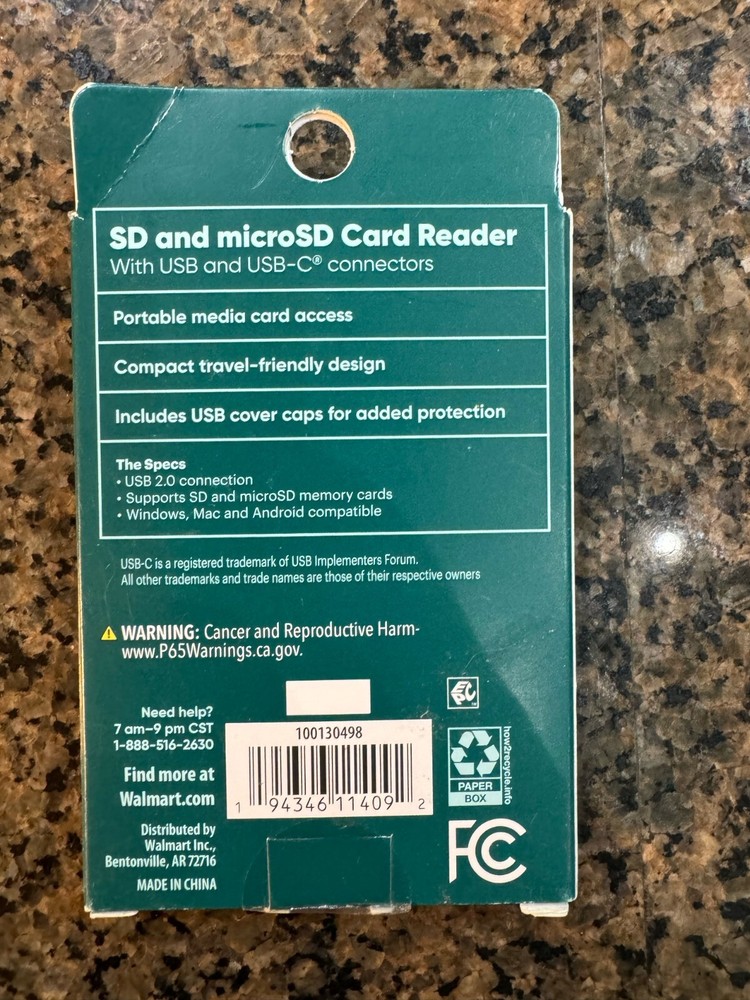 SD and microSD Card Reader
With USB and USB-C® connectors
Portable media card access
Compact travel-friendly design
Includes USB cover caps for added protection
The Specs
• USB 2.0 connection
• Supports SD and microSD memory cards
• Windows, Mac and Android compatible
USB-C is a registered trademark of USB Implementers Forum.
All other trademarks and trade names are those of their respective owners
WARNING: Cancer and Reproductive Harm-
www.P65Warnings.ca.gov.
Need help?
7 am–9 pm CST
1-888-516-2630
Find more at
Walmart.com
Distributed by
Walmart Inc.,
Bentonville, AR 72716
MADE IN CHINA
100130498
1 94346 11409 2
how2recycle.info
PAPER
BOX
FC